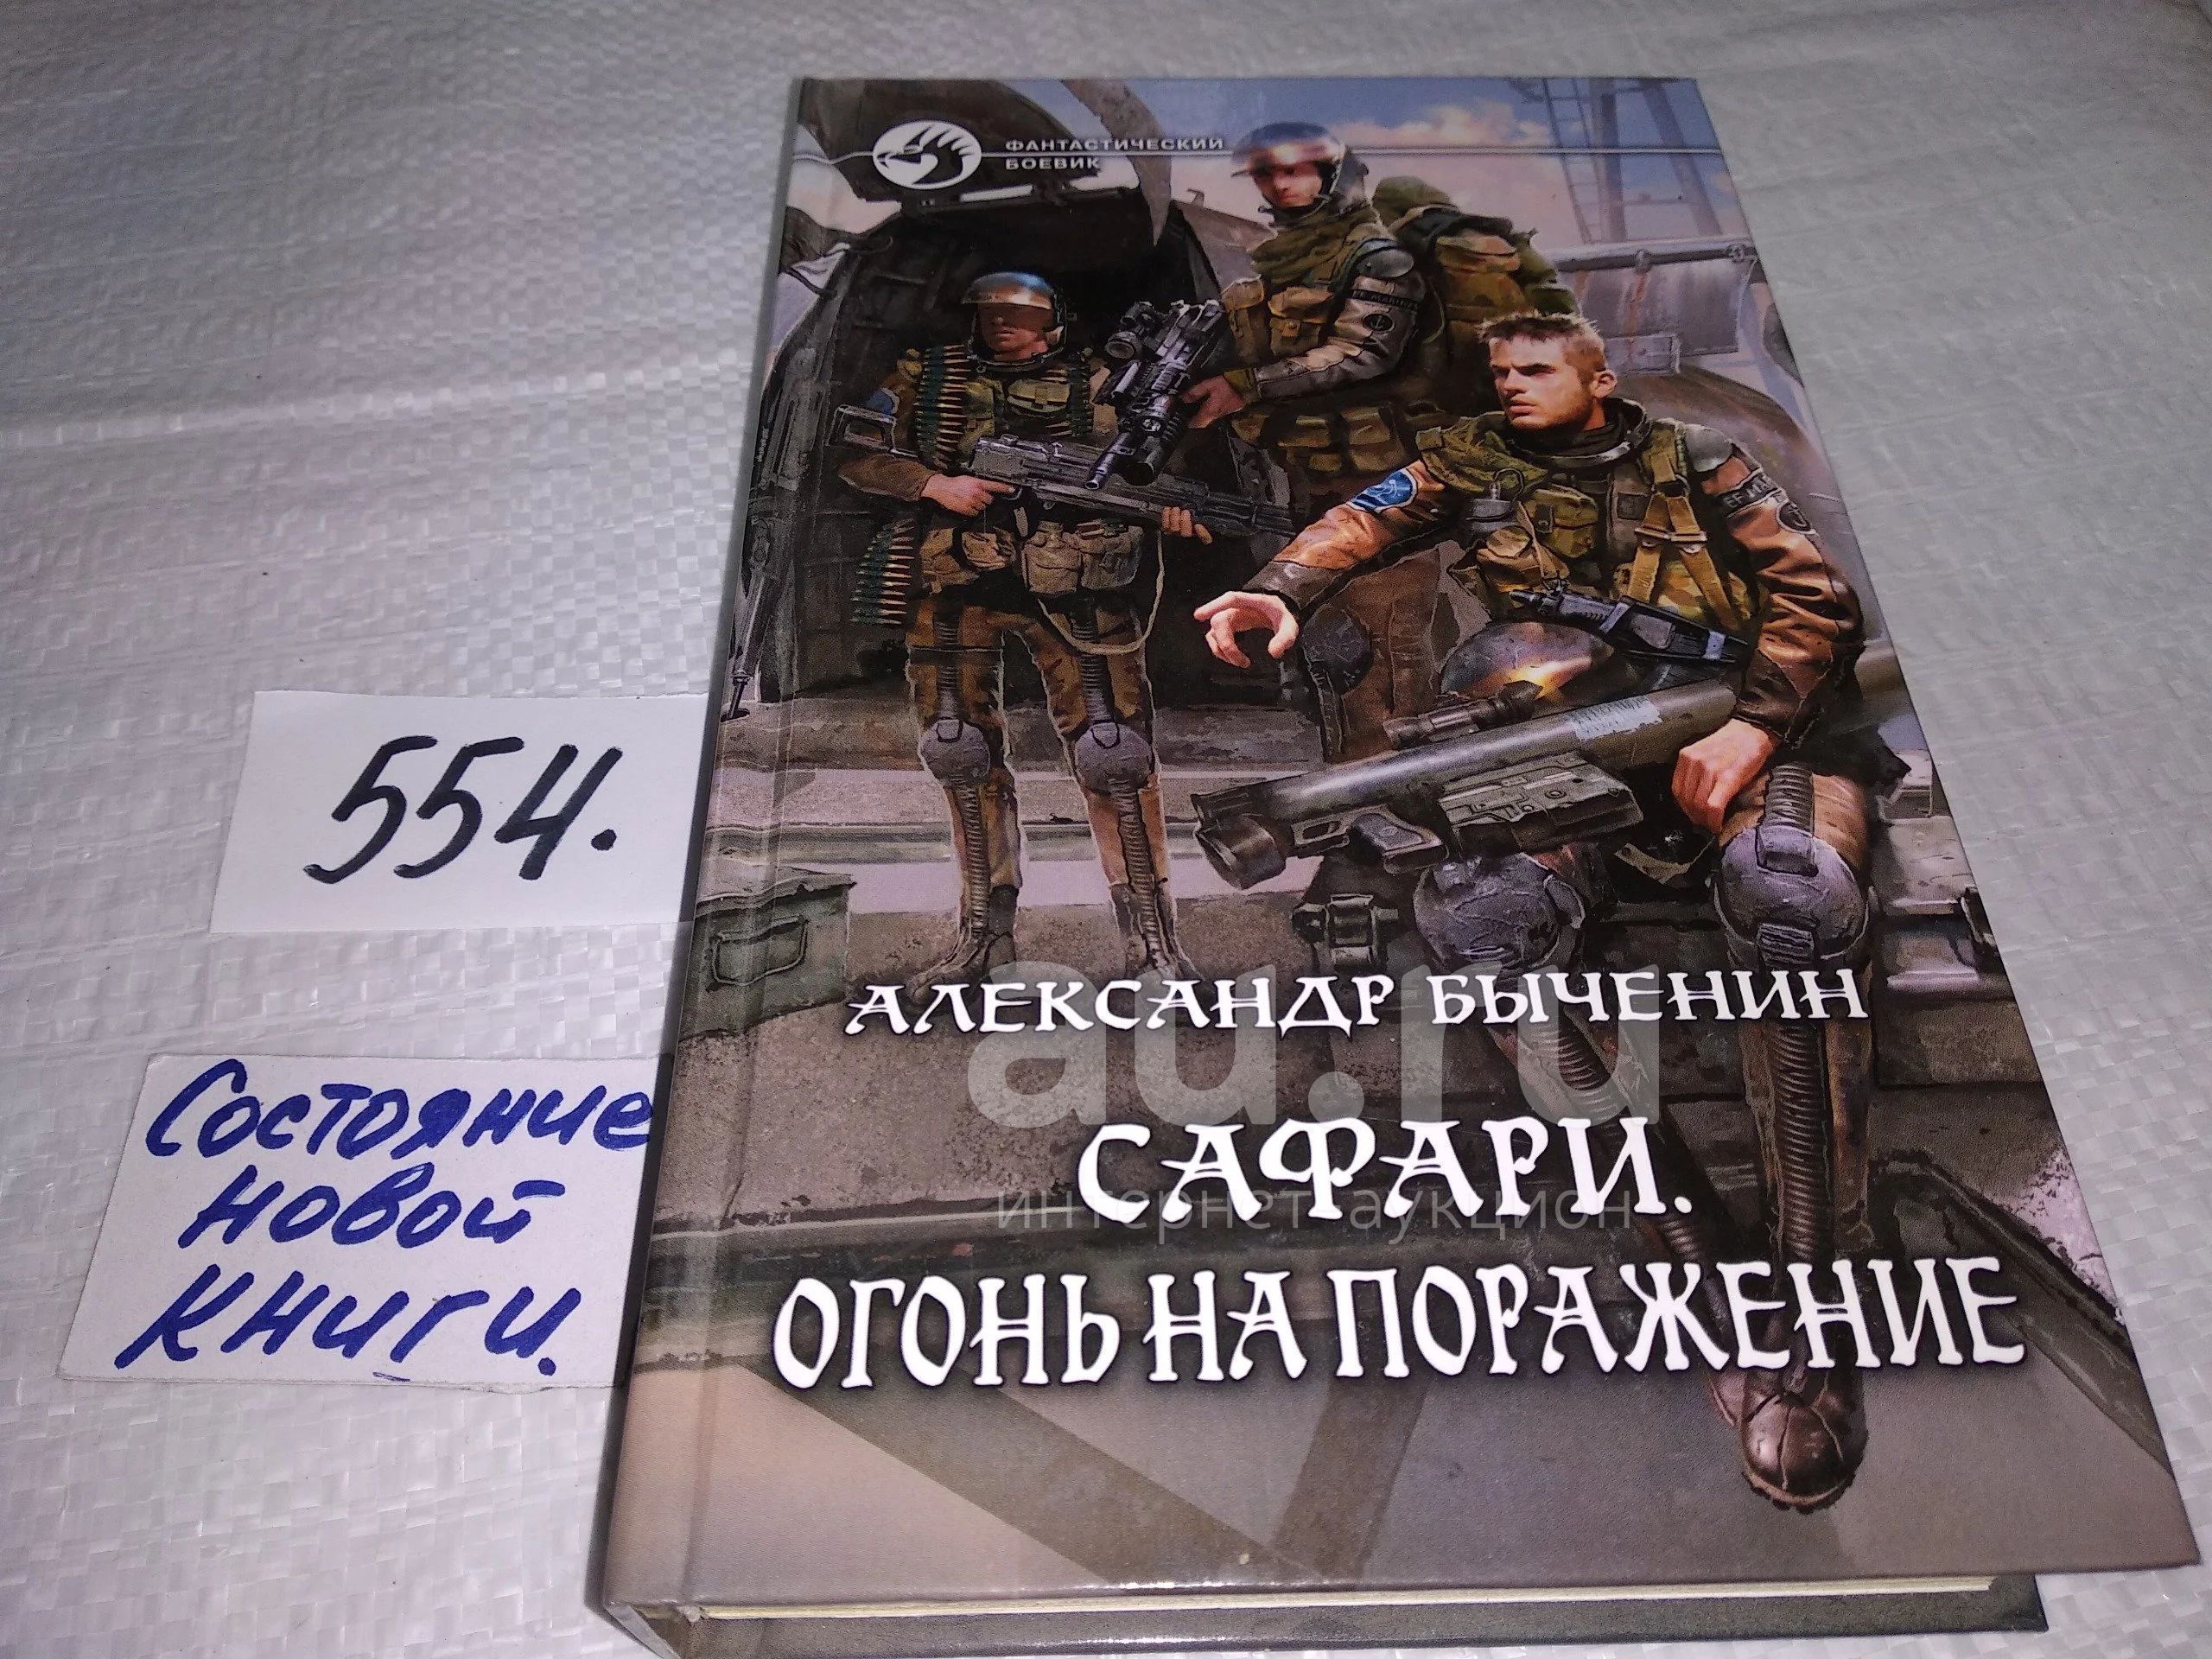 ФАНТАСТИЧЕСКИЙ
БОЕВИК
554.
АЛЕКСАНДР БЫЧЕНИН
au.ru
Состояние
новой
книги.
САФАРИ.
интернет аукцион
ОГОНЬ НА ПОРАЖЕНИЕ